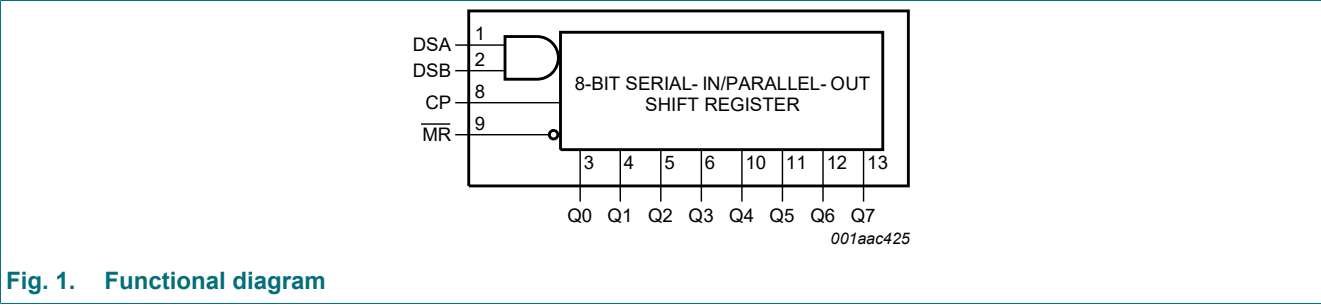 DSA 1
DSB 2
8-BIT SERIAL- IN/PARALLEL- OUT
SHIFT REGISTER
CP 8
MR 9
3 4 5 6 10 11 12 13
Q0 Q1 Q2 Q3 Q4 Q5 Q6 Q7
001aac425
Fig. 1. Functional diagram